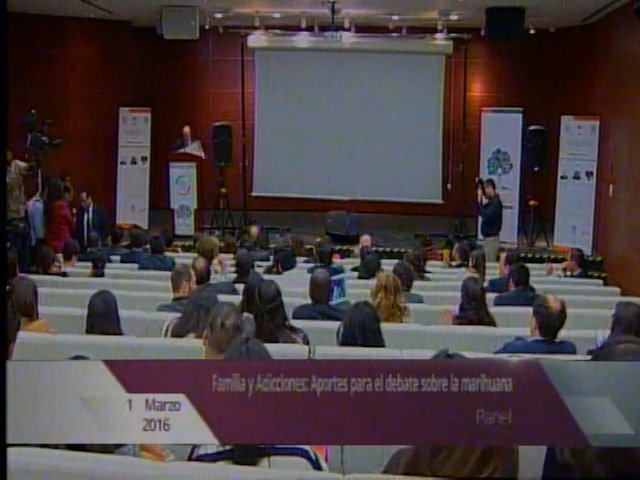 Familia y Adicciones: Aportes para el debate sobre la marihuana
Panel
1 Marzo
2016